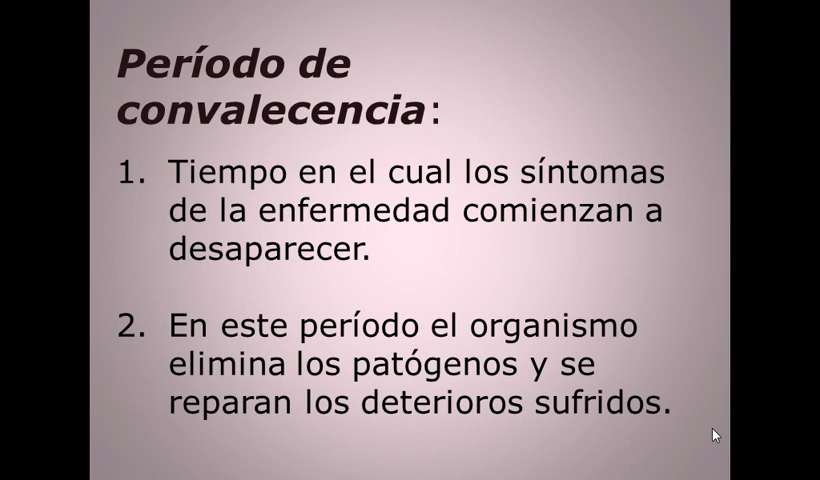 Período de
convalecencia:
1. Tiempo en el cual los síntomas
de la enfermedad comienzan a
desaparecer.
2. En este período el organismo
elimina los patógenos y se
reparan los deterioros sufridos.